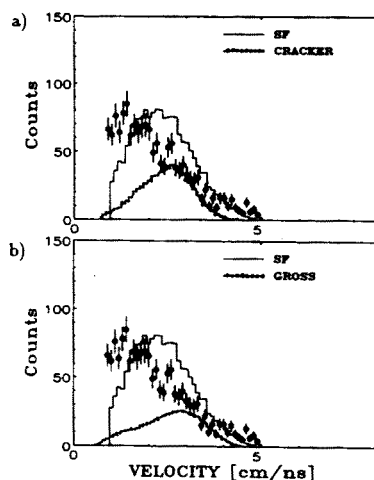 a)
SF
CRACKER
Counts
150
100
50
0
5
b)
SF
GROSS
Counts
150
100
50
0
0
5
VELOCITY [cm/ns]